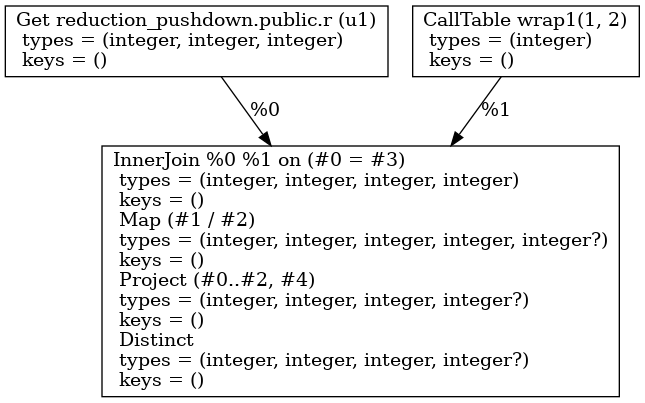 Get reduction_pushdown.public.r (u1)
types = (integer, integer, integer)
keys = ()
CallTable wrap1(1, 2)
types = (integer)
keys = ()
%0
%1
InnerJoin %0 %1 on (#0 = #3)
types = (integer, integer, integer, integer)
keys = ()
Map (#1 / #2)
types = (integer, integer, integer, integer, integer?)
keys = ()
Project (#0..#2, #4)
types = (integer, integer, integer, integer?)
keys = ()
Distinct
types = (integer, integer, integer, integer?)
keys = ()